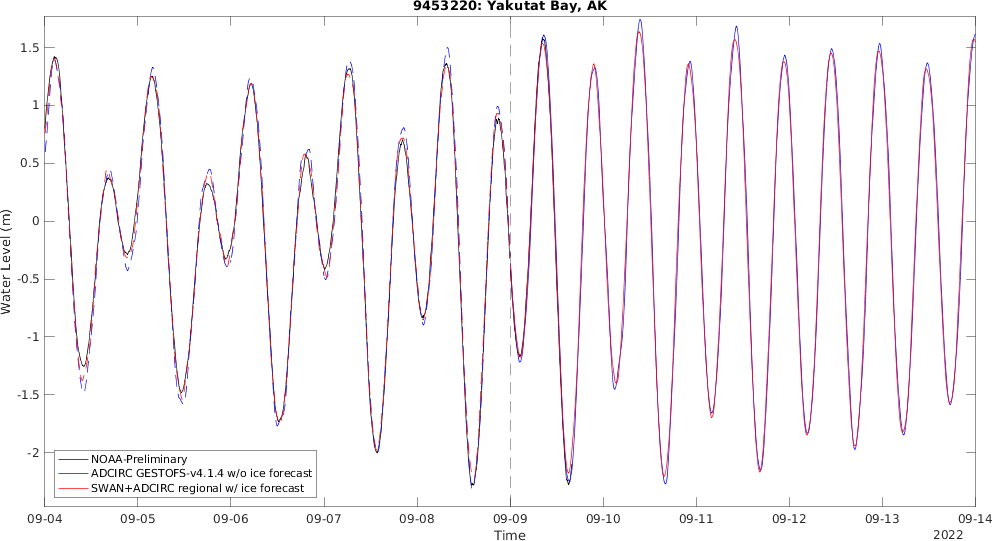 9453220: Yakutat Bay, AK
Water Level (m)
1.5
1
0.5
0
-0.5
-1
-1.5
-2
NOAA-Preliminary
ADCIRC GESTOFS-v4.1.4 w/o ice forecast
SWAN+ADCIRC regional w/ ice forecast
09-04 09-05 09-06 09-07 09-08 09-09 09-10 09-11 09-12 09-13 09-14
Time
2022